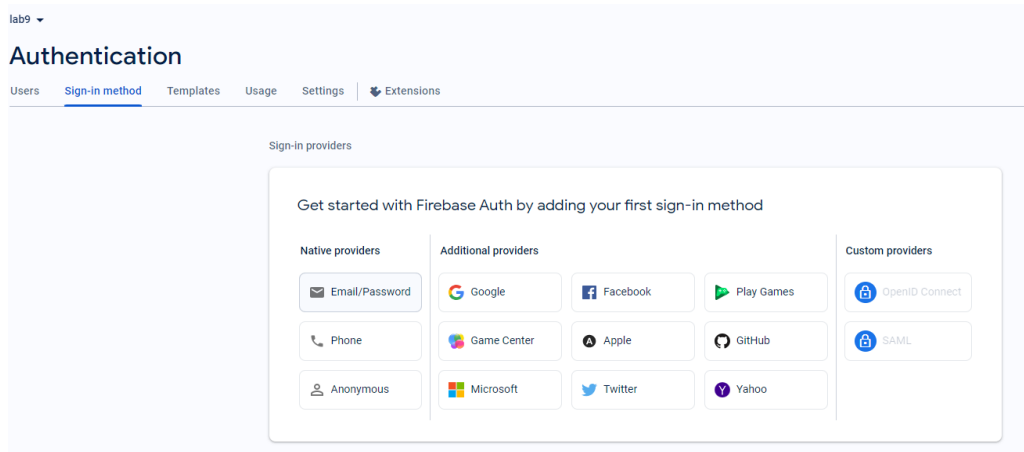 lab9
Authentication
Users Sign-in method Templates Usage Settings Extensions
Sign-in providers
Get started with Firebase Auth by adding your first sign-in method
Native providers Additional providers Custom providers
Email/Password Google Facebook Play Games OpenID Connect
Phone Game Center Apple GitHub SAML
Anonymous Microsoft Twitter Yahoo